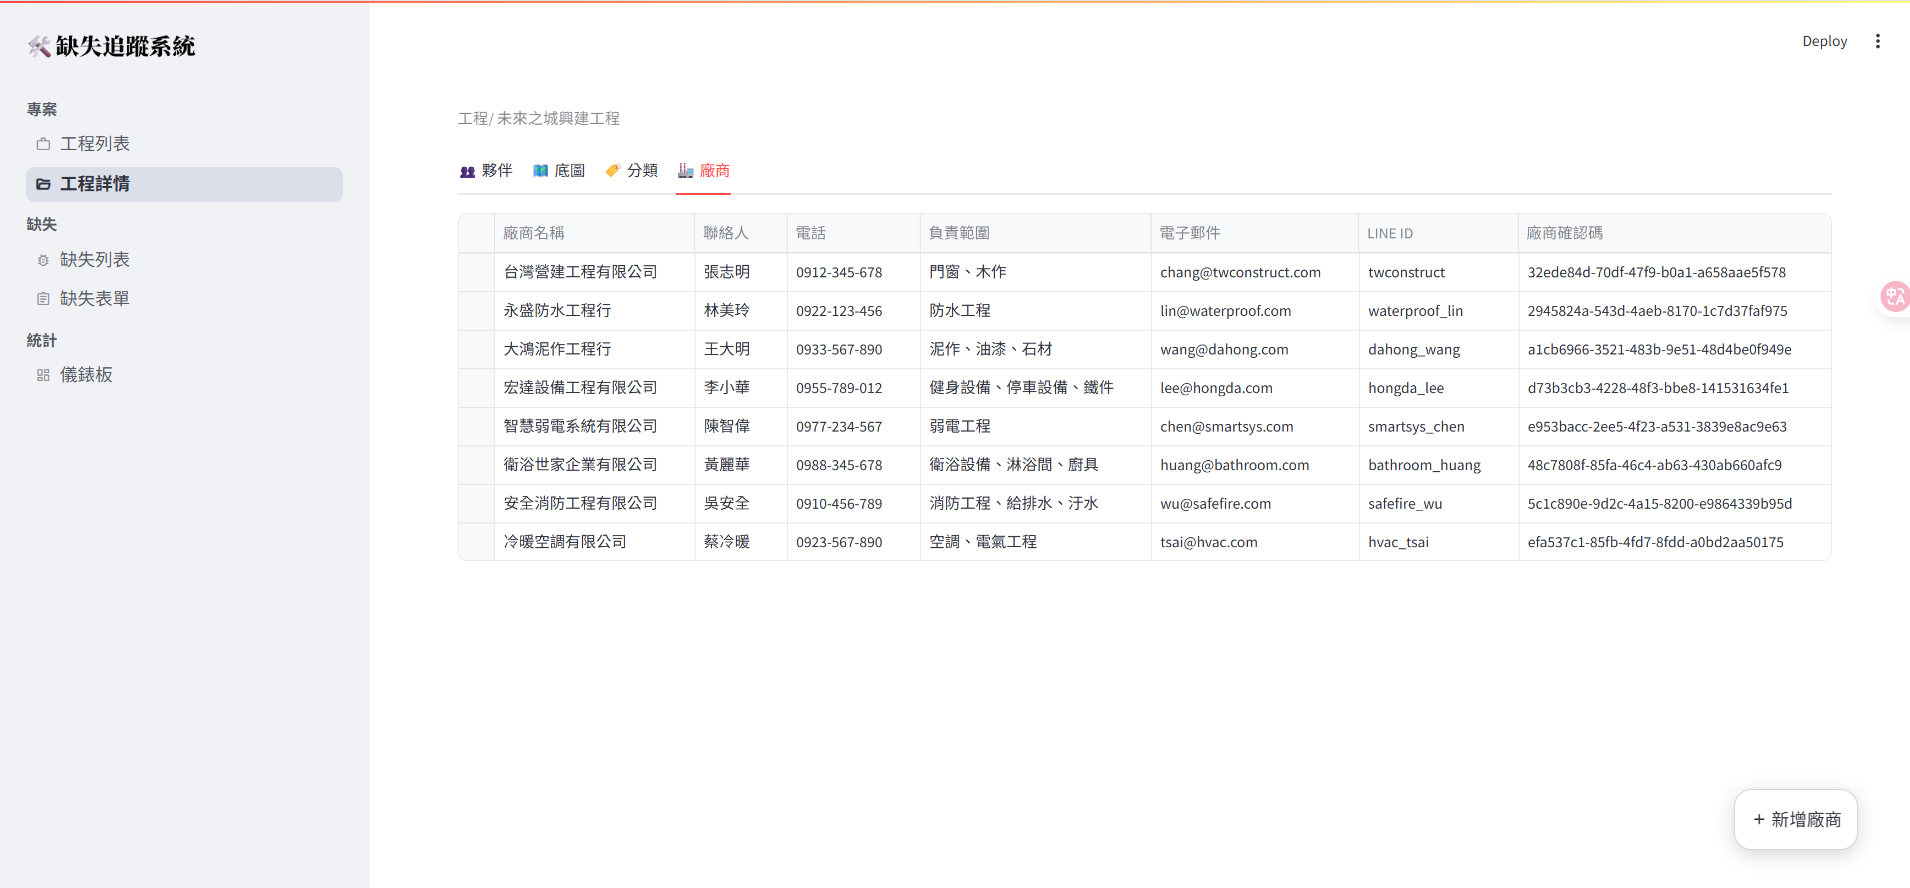 缺失追蹤系統
Deploy
專案
工程列表
工程詳情
缺失
缺失列表
缺失表單
統計
儀錶板
工程/ 未來之城興建工程
夥伴 底圖 分類 廠商
廠商名稱 聯絡人 電話 負責範圍 電子郵件 LINE ID 廠商確認碼
台灣營建工程有限公司 張志明 0912-345-678 門窗、木作 chang@twconstruct.com twconstruct 32ede84d-70df-47f9-b0a1-a658aae5f578
永盛防水工程行 林美玲 0922-123-456 防水工程 lin@waterproof.com waterproof_lin 2945824a-543d-4aeb-8170-1c7d37faf975
大鴻泥作工程行 王大明 0933-567-890 泥作、油漆、石材 wang@dahong.com dahong_wang a1cb6966-3521-483b-9e51-48d4be0f949e
宏達設備工程有限公司 李小華 0955-789-012 健身設備、停車設備、鐵件 lee@hongda.com hongda_lee d73b3cb3-4228-48f3-bbe8-141531634fe1
智慧弱電系統有限公司 陳智偉 0977-234-567 弱電工程 chen@smartsys.com smartsys_chen e953bacc-2ee5-4f23-a531-3839e8ac9e63
衛浴世家企業有限公司 黃麗華 0988-345-678 衛浴設備、淋浴間、廚具 huang@bathroom.com bathroom_huang 48c7808f-85fa-46c4-ab63-430ab660afc9
安全消防工程有限公司 吳安全 0910-456-789 消防工程、給排水、汙水 wu@safefire.com safefire_wu 5c1c890e-9d2c-4a15-8200-e9864339b95d
冷暖空調有限公司 蔡冷暖 0923-567-890 空調、電氣工程 tsai@hvac.com hvac_tsai efa537c1-85fb-4fd7-8fdd-a0bd2aa50175
中A
+ 新增廠商